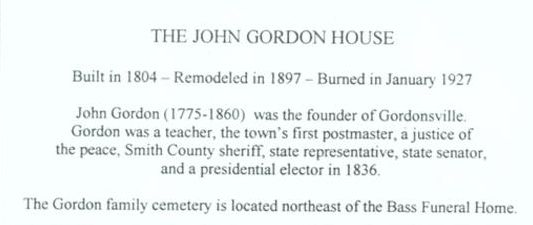 THE JOHN GORDON HOUSE
Built in 1804 – Remodeled in 1897 – Burned in January 1927
John Gordon (1775-1860) was the founder of Gordonsville.
Gordon was a teacher, the town's first postmaster, a justice of
the peace, Smith County sheriff, state representative, state senator,
and a presidential elector in 1836.
The Gordon family cemetery is located northeast of the Bass Funeral Home.